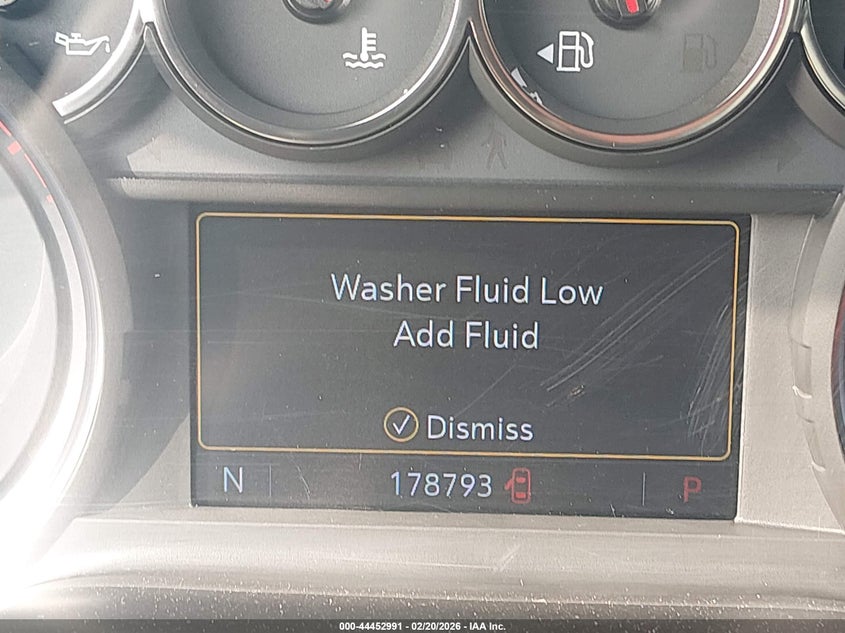 Washer Fluid Low
Add Fluid
Dismiss
N 178793 P
000-44452991 - 02/20/2026 - IAA Inc.